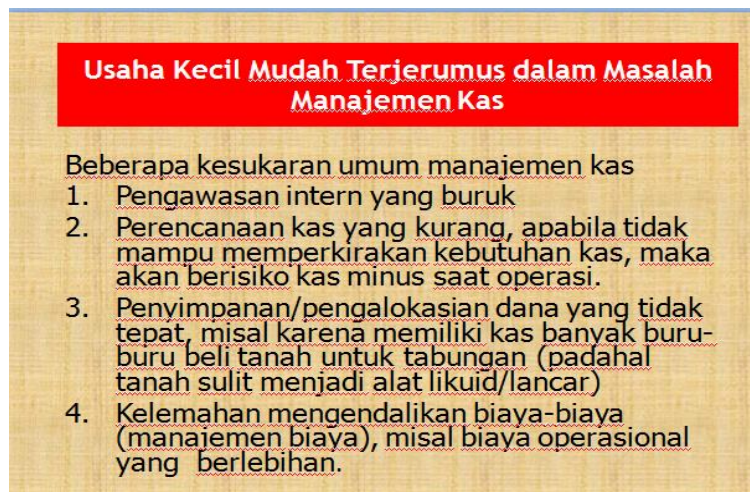 Usaha Kecil Mudah Terjerumus dalam Masalah
Manajemen Kas
Beberapa kesukaran umum manajemen kas
1. Pengawasan intern yang buruk
2. Perencanaan kas yang kurang, apabila tidak
mampu memperkirakan kebutuhan kas, maka
akan berisiko kas minus saat operasi.
3. Penyimpanan/pengalokasian dana yang tidak
tepat, misal karena memiliki kas banyak buru-
buru beli tanah untuk tabungan (padahal
tanah sulit menjadi alat likuid/lancar)
4. Kelemahan mengendalikan biaya-biaya
(manajemen biaya), misal biaya operasional
yang berlebihan.